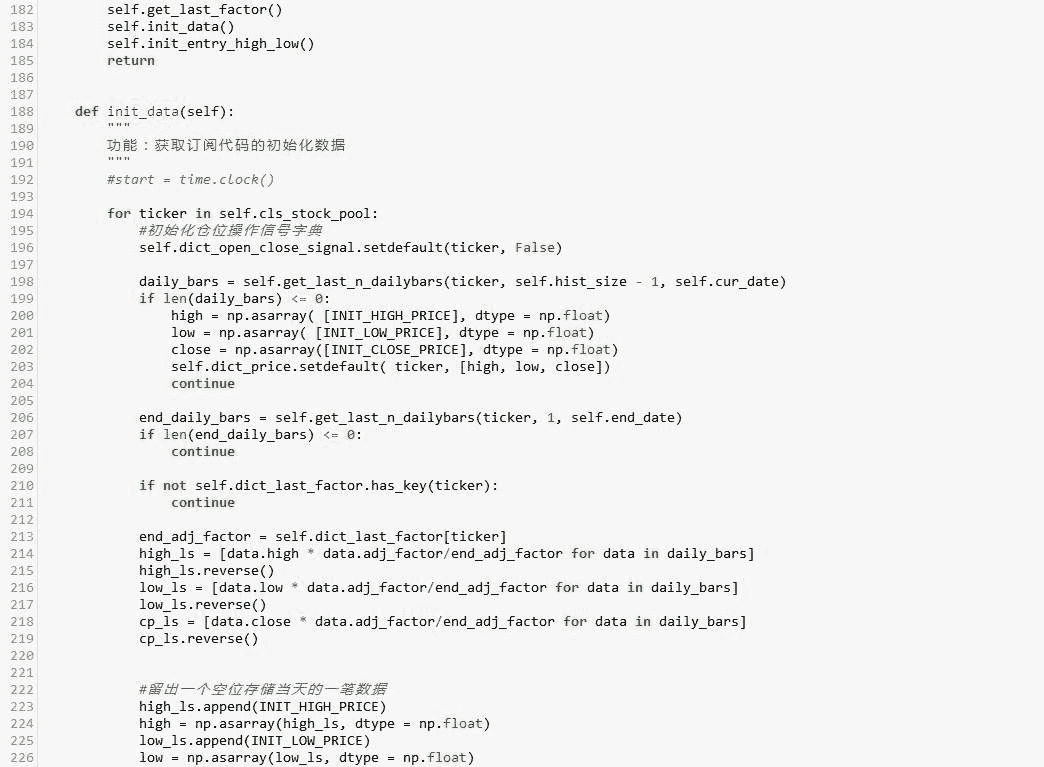 182 self.get_last_factor()
183 self.init_data()
184 self.init_entry_high_low()
185 return
186
187
188 def init_data(self):
189 """
190 功能：获取订阅代码的初始化数据
191 """
192 #start = time.clock()
193
194 for ticker in self.cls_stock_pool:
195 #初始化仓位操作信号字典
196 self.dict_open_close_signal.setdefault(ticker, False)
197
198 daily_bars = self.get_last_n_dailybars(ticker, self.hist_size - 1, self.cur_date)
199 if len(daily_bars) <= 0:
200 high = np.asarray( [INIT_HIGH_PRICE], dtype = np.float)
201 low = np.asarray( [INIT_LOW_PRICE], dtype = np.float)
202 close = np.asarray([INIT_CLOSE_PRICE], dtype = np.float)
203 self.dict_price.setdefault( ticker, [high, low, close])
204 continue
205
206 end_daily_bars = self.get_last_n_dailybars(ticker, 1, self.end_date)
207 if len(end_daily_bars) <= 0:
208 continue
209
210 if not self.dict_last_factor.has_key(ticker):
211 continue
212
213 end_adj_factor = self.dict_last_factor[ticker]
214 high_ls = [data.high * data.adj_factor/end_adj_factor for data in daily_bars]
215 high_ls.reverse()
216 low_ls = [data.low * data.adj_factor/end_adj_factor for data in daily_bars]
217 low_ls.reverse()
218 cp_ls = [data.close * data.adj_factor/end_adj_factor for data in daily_bars]
219 cp_ls.reverse()
220
221
222 #留出一个空位存储当天的一笔数据
223 high_ls.append(INIT_HIGH_PRICE)
224 high = np.asarray(high_ls, dtype = np.float)
225 low_ls.append(INIT_LOW_PRICE)
226 low = np.asarray(low_ls, dtype = np.float)